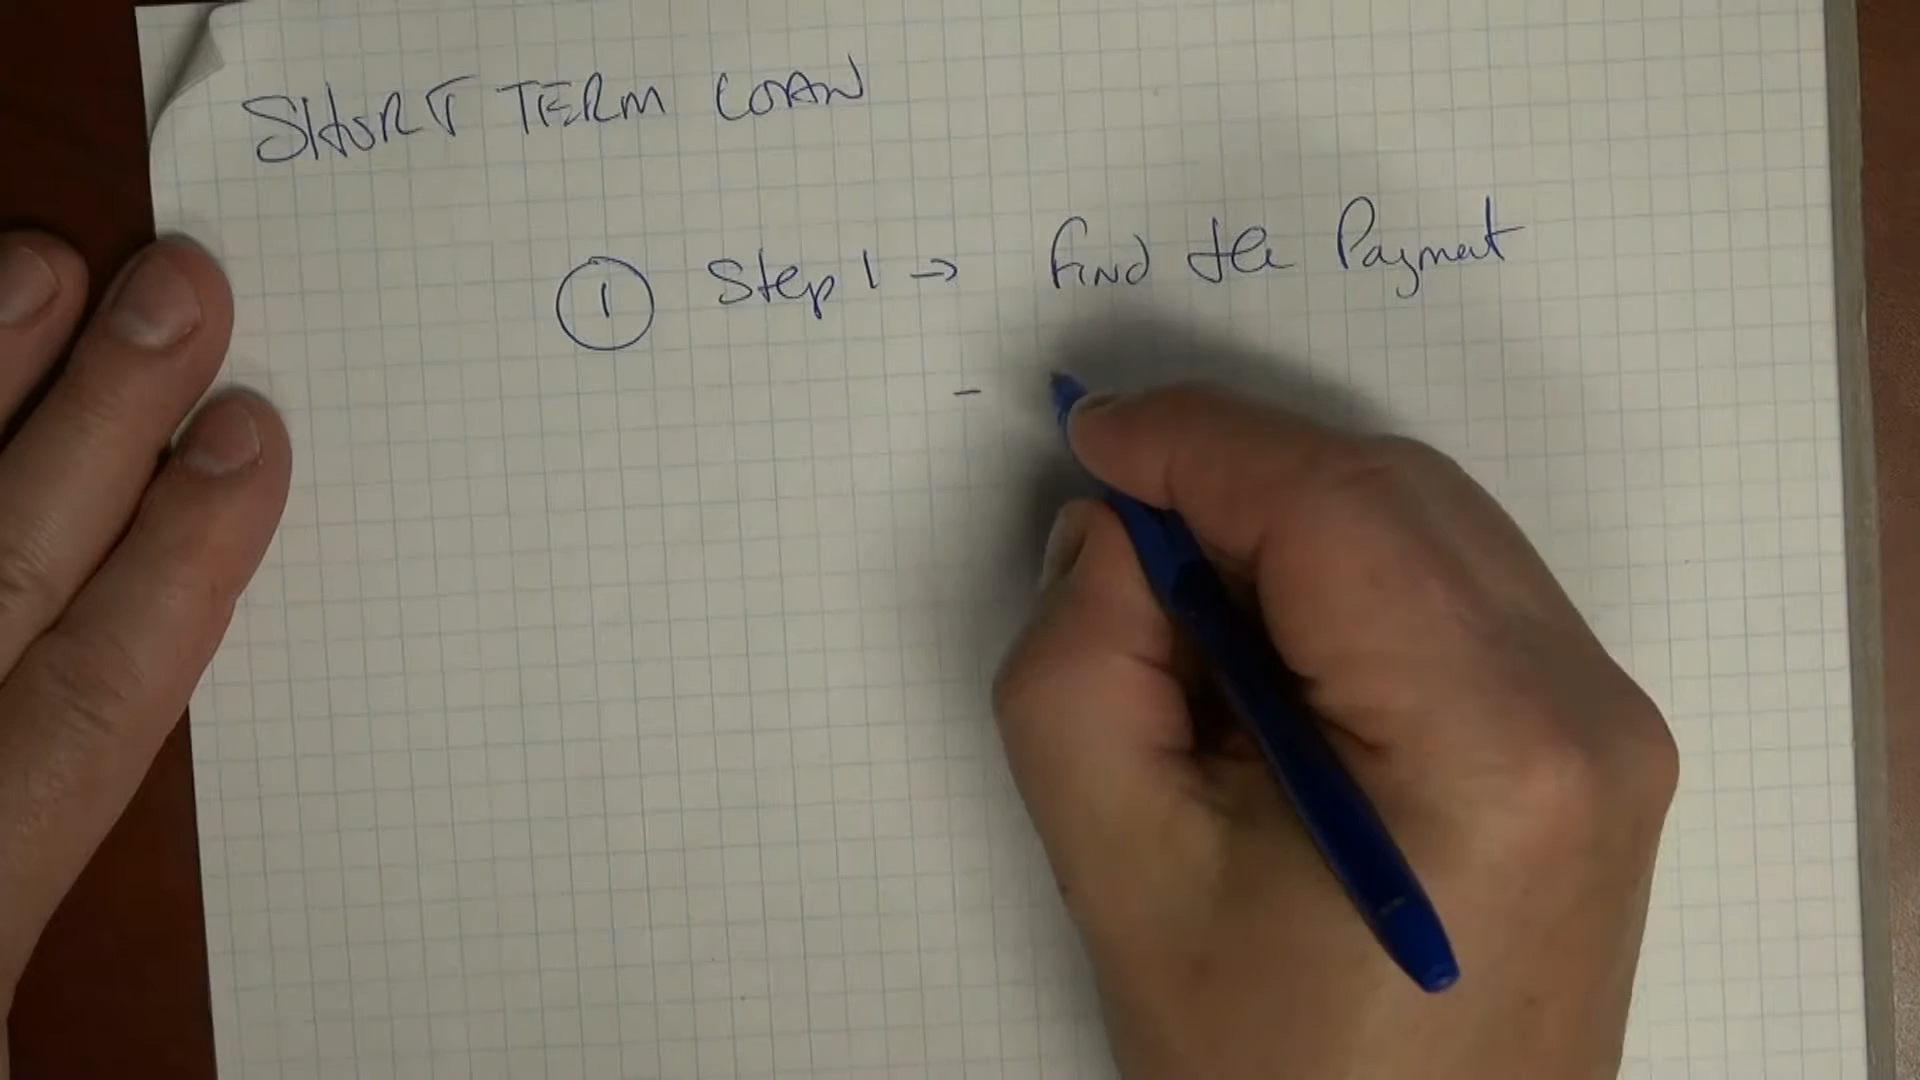 SHORT TERM LOAN
① Step 1 → Find the Payment
-